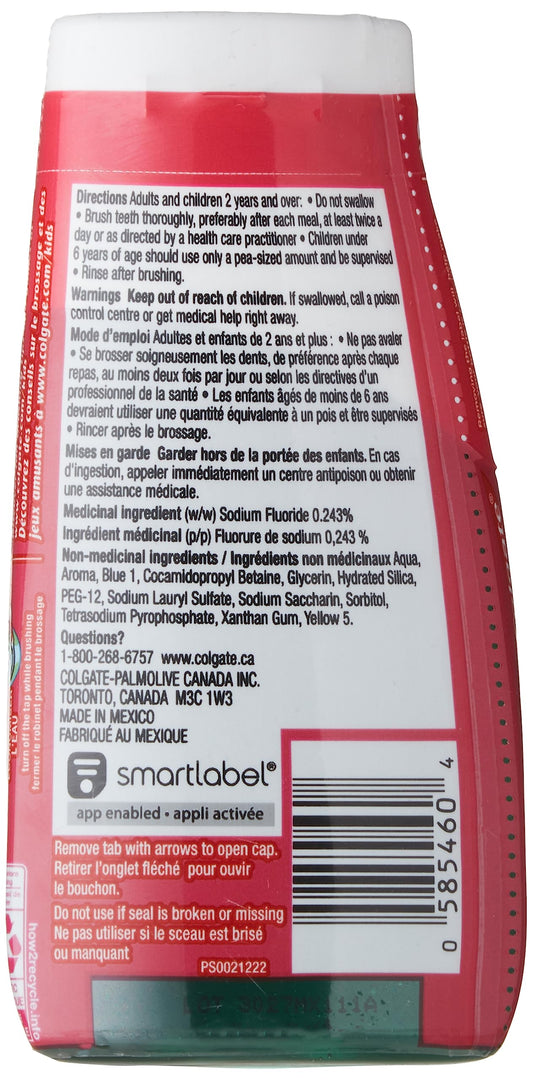 Directions Adults and children 2 years and over: • Do not swallow
• Brush teeth thoroughly, preferably after each meal, at least twice a
day or as directed by a health care practitioner • Children under
6 years of age should use only a pea-sized amount and be supervised
• Rinse after brushing.
Warnings Keep out of reach of children. If swallowed, call a poison
control centre or get medical help right away.
Mode d'emploi Adultes et enfants de 2 ans et plus : • Ne pas avaler
• Se brosser soigneusement les dents, de préférence après chaque
repas, au moins deux fois par jour ou selon les directives d'un
professionnel de la santé • Les enfants âgés de moins de 6 ans
devraient utiliser une quantité équivalente à un pois et être supervisés
• Rincer après le brossage.
Mises en garde Garder hors de la portée des enfants. En cas
d'ingestion, appeler immédiatement un centre antipoison ou obtenir
une assistance médicale.
Medicinal ingredient (w/w) Sodium Fluoride 0.243%
Ingrédient médicinal (p/p) Fluorure de sodium 0,243 %
Non-medicinal ingredients / Ingrédients non médicinaux Aqua,
Aroma, Blue 1, Cocamidopropyl Betaine, Glycerin, Hydrated Silica,
PEG-12, Sodium Lauryl Sulfate, Sodium Saccharin, Sorbitol,
Tetrasodium Pyrophosphate, Xanthan Gum, Yellow 5.
Questions?
1-800-268-6757 www.colgate.ca
COLGATE-PALMOLIVE CANADA INC.
TORONTO, CANADA M3C 1W3
MADE IN MEXICO
FABRIQUÉ AU MEXIQUE
smartlabel®
app enabled • appli activée
Remove tab with arrows to open cap.
Retirer l'onglet fléché pour ouvrir
le bouchon.
Do not use if seal is broken or missing
Ne pas utiliser si le sceau est brisé
ou manquant
PS0021222
0 58546 0 4
Découvrez des conseils sur le brossage et des
jeux amusants à www.colgate.com/kids
L'EAU
turn off the tap while brushing
fermer le robinet pendant le brossage
how2recycle.info